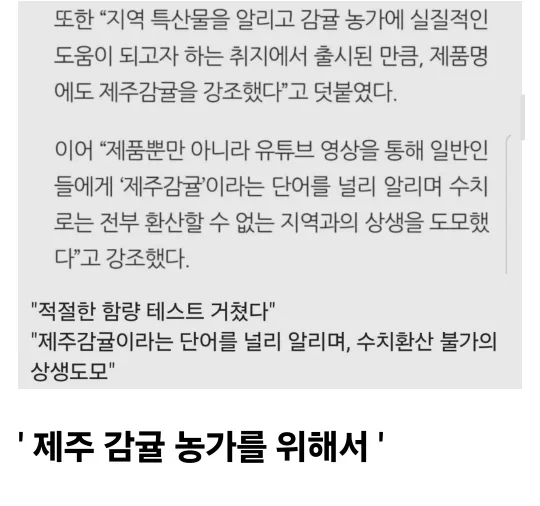 또한 “지역 특산물을 알리고 감귤 농가에 실질적인
도움이 되고자 하는 취지에서 출시된 만큼, 제품명
에도 제주감귤을 강조했다”고 덧붙였다.
이어 “제품뿐만 아니라 유튜브 영상을 통해 일반인
들에게 ‘제주감귤’이라는 단어를 널리 알리며 수치
로는 전부 환산할 수 없는 지역과의 상생을 도모했
다”고 강조했다.
"적절한 함량 테스트 거쳤다"
"제주감귤이라는 단어를 널리 알리며, 수치환산 불가의
상생도모"
' 제주 감귤 농가를 위해서 '